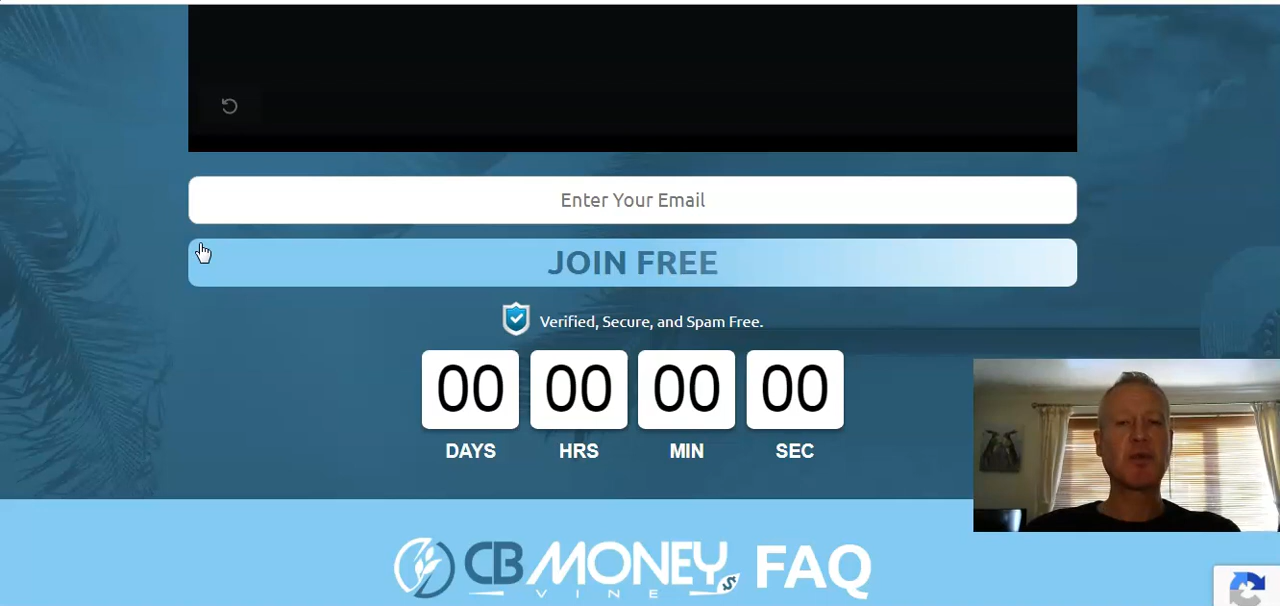 Enter Your Email
JOIN FREE
Verified, Secure, and Spam Free.
00 00 00 00
DAYS HRS MIN SEC
CB MONEY FAQ
VINE